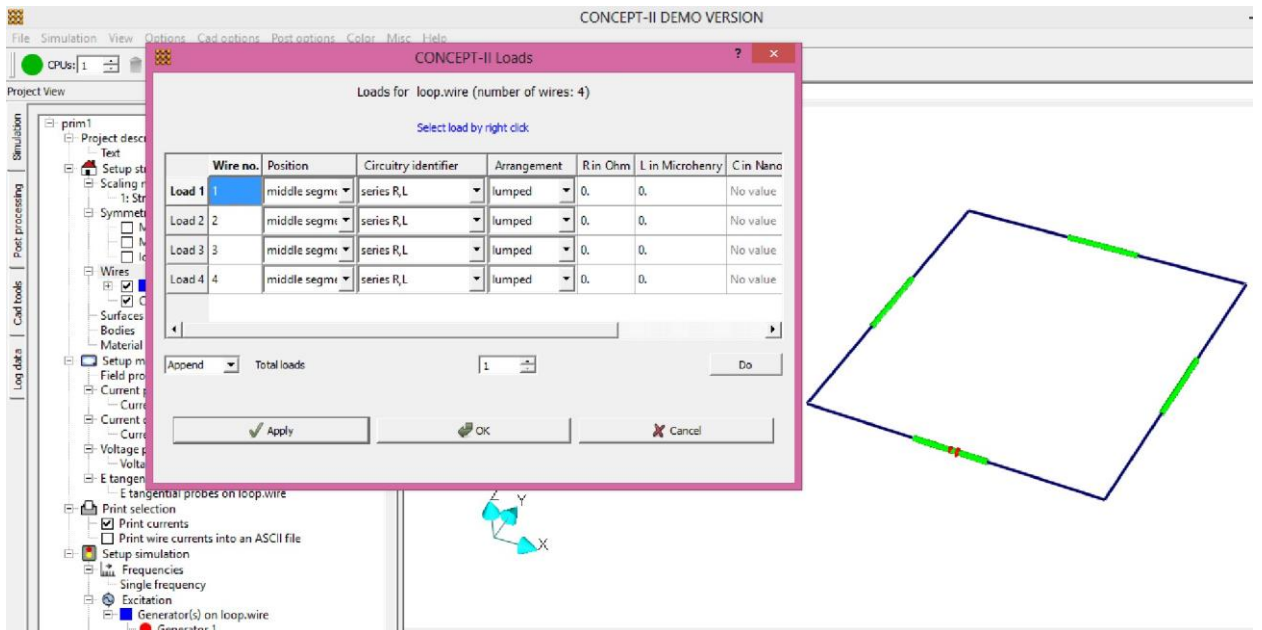 CONCEPT-II DEMO VERSION
File Simulation View Options Cad options Post options Color Misc Help
CPUs: 1
Project View
Simulation
Post processing
Cad tools
Log data
prim1
Project descr
Text
Setup str
Scaling r
1: Str
Symmet
Wires
Surfaces
Bodies
Material
Setup m
Field pro
Current p
Curre
Current
Curre
Voltage p
Volta
E tangen
E tangential probes on loop.wire
Print selection
Print currents
Print wire currents into an ASCII file
Setup simulation
Frequencies
Single frequency
Excitation
Generator(s) on loop.wire
Generator 1
CONCEPT-II Loads
? ×
Loads for loop.wire (number of wires: 4)
Select load by right click
Wire no. Position Circuitry identifier Arrangement R in Ohm L in Microhenry C in Nano
Load 1 1 middle segme series R,L lumped 0. 0. No value
Load 2 2 middle segme series R,L lumped 0. 0. No value
Load 3 3 middle segme series R,L lumped 0. 0. No value
Load 4 4 middle segme series R,L lumped 0. 0. No value
Append Total loads 1 Do
Apply OK Cancel
Z Y
X